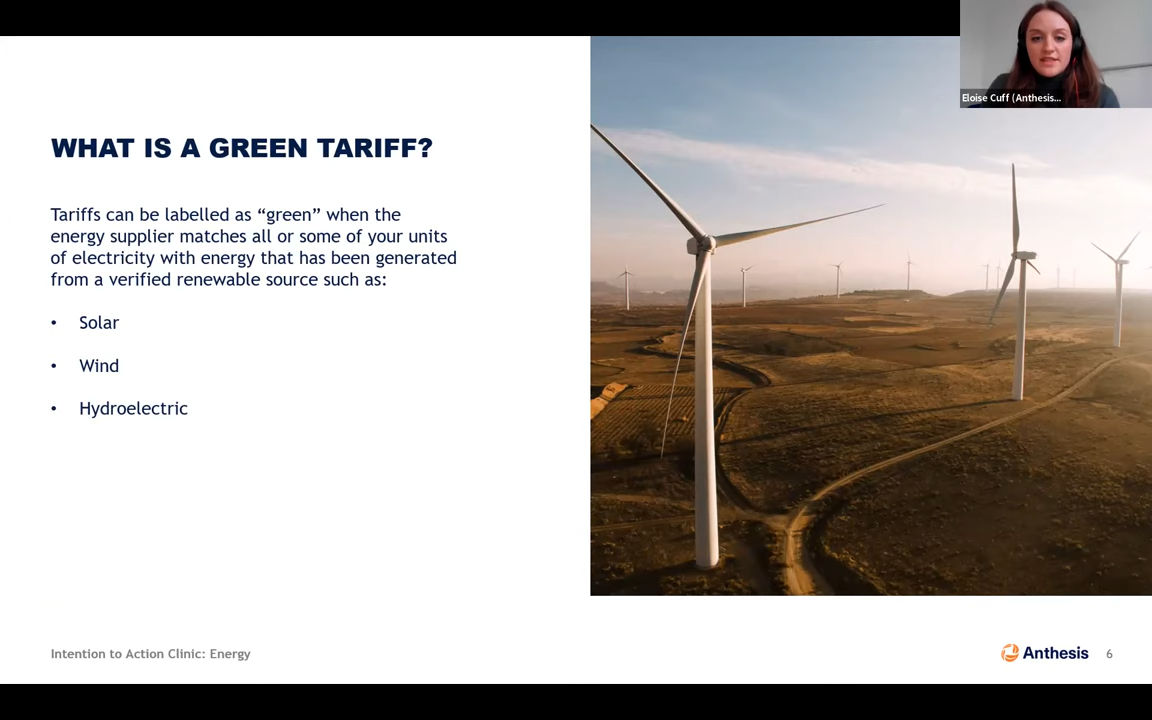 Eloise Cuff (Anthesis...
WHAT IS A GREEN TARIFF?
Tariffs can be labelled as “green” when the
energy supplier matches all or some of your units
of electricity with energy that has been generated
from a verified renewable source such as:
• Solar
• Wind
• Hydroelectric
Intention to Action Clinic: Energy
Anthesis 6